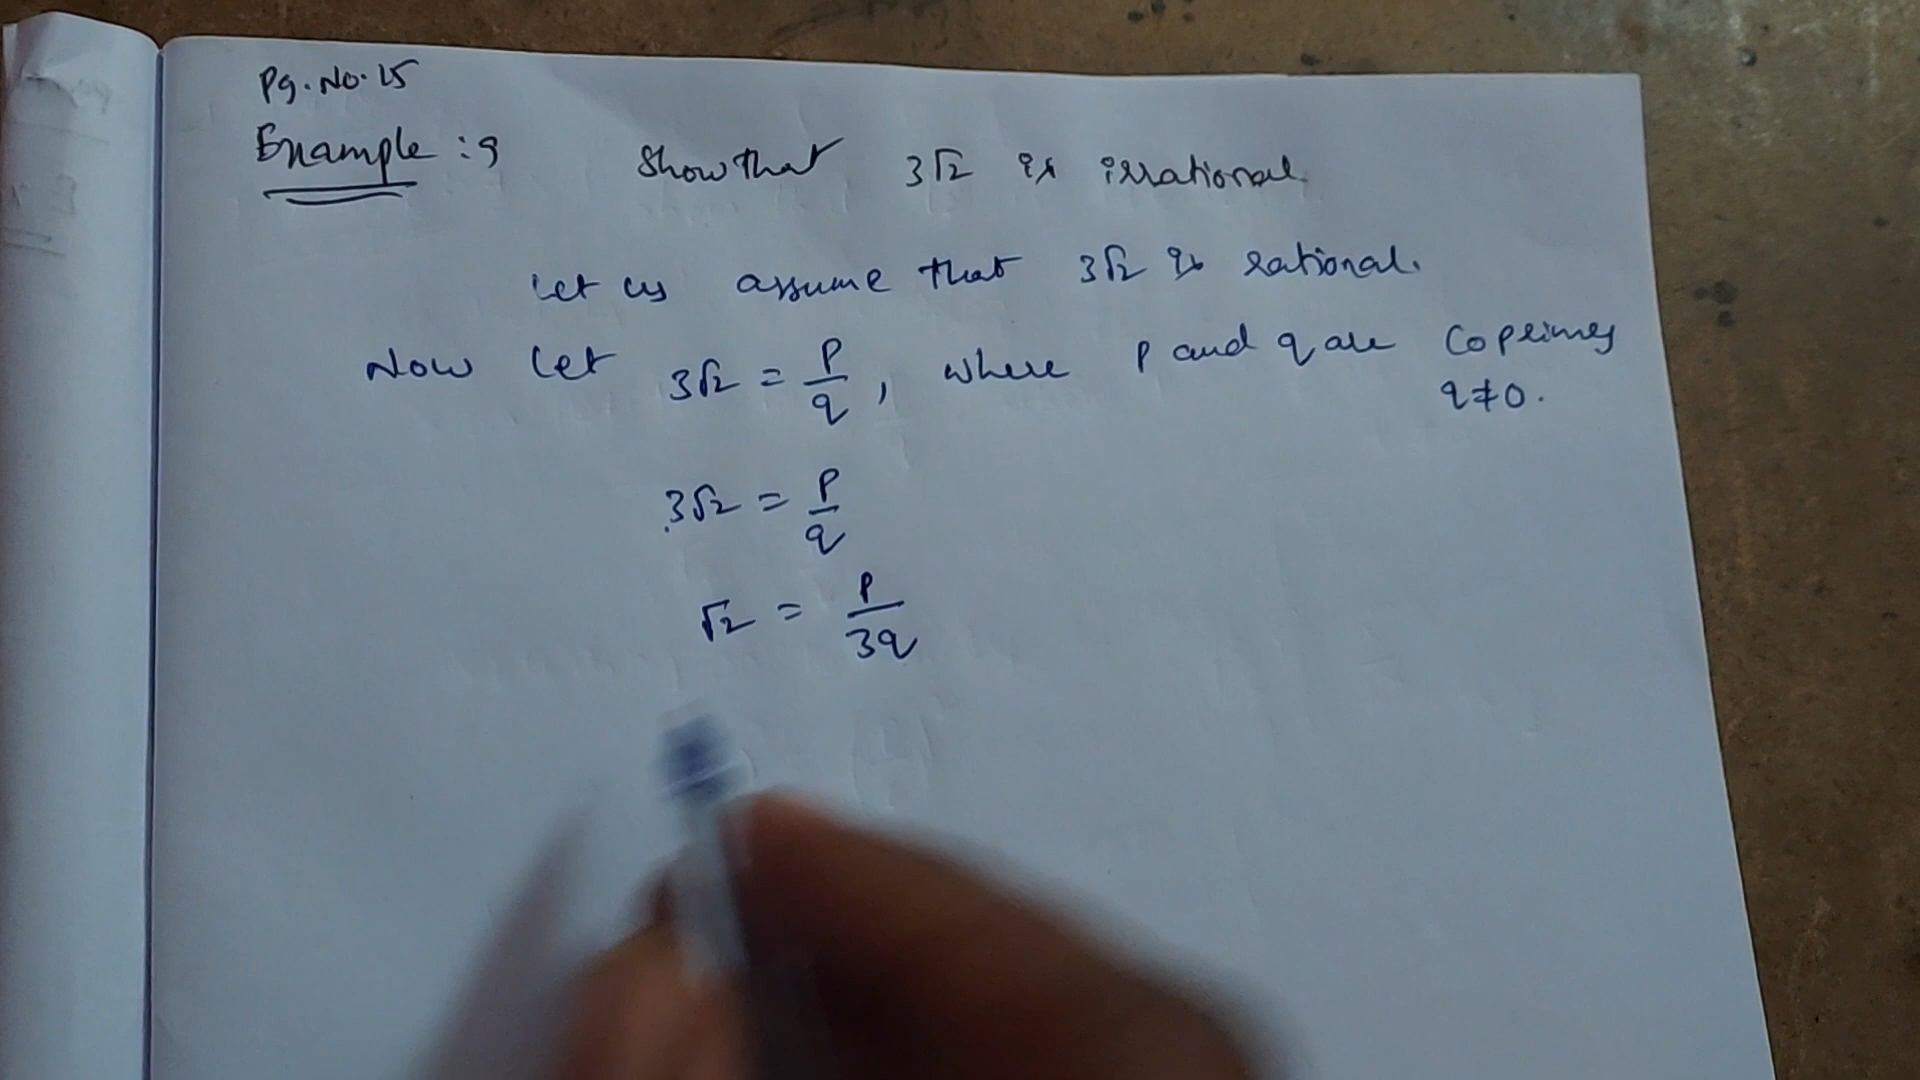 Pg. No. 15
Example : 9 Show that 3√2 is irrational.
Let us assume that 3√2 is rational.
Now Let 3√2 = p/q, where p and q are Coprimes
q ≠ 0.
3√2 = p/q
√2 = p/3q